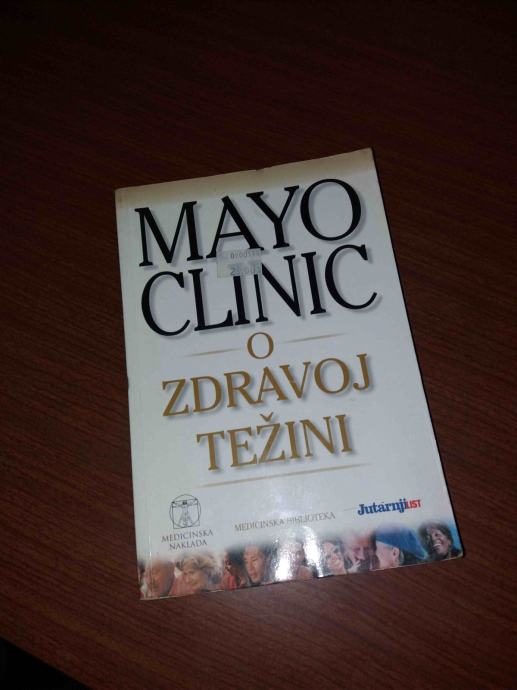 MAYO
CLINIC
O
ZDRAVOJ
TEŽINI
MEDICINSKA
NAKLADA
MEDICINSKA BIBLIOTEKA
Jutarnji LIST